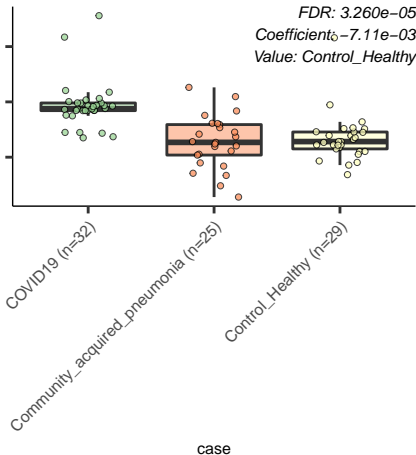 FDR: 3.260e-05
Coefficient: -7.11e-03
Value: Control_Healthy
COVID19 (n=32)
Community_acquired_pneumonia (n=25)
Control_Healthy (n=29)
case